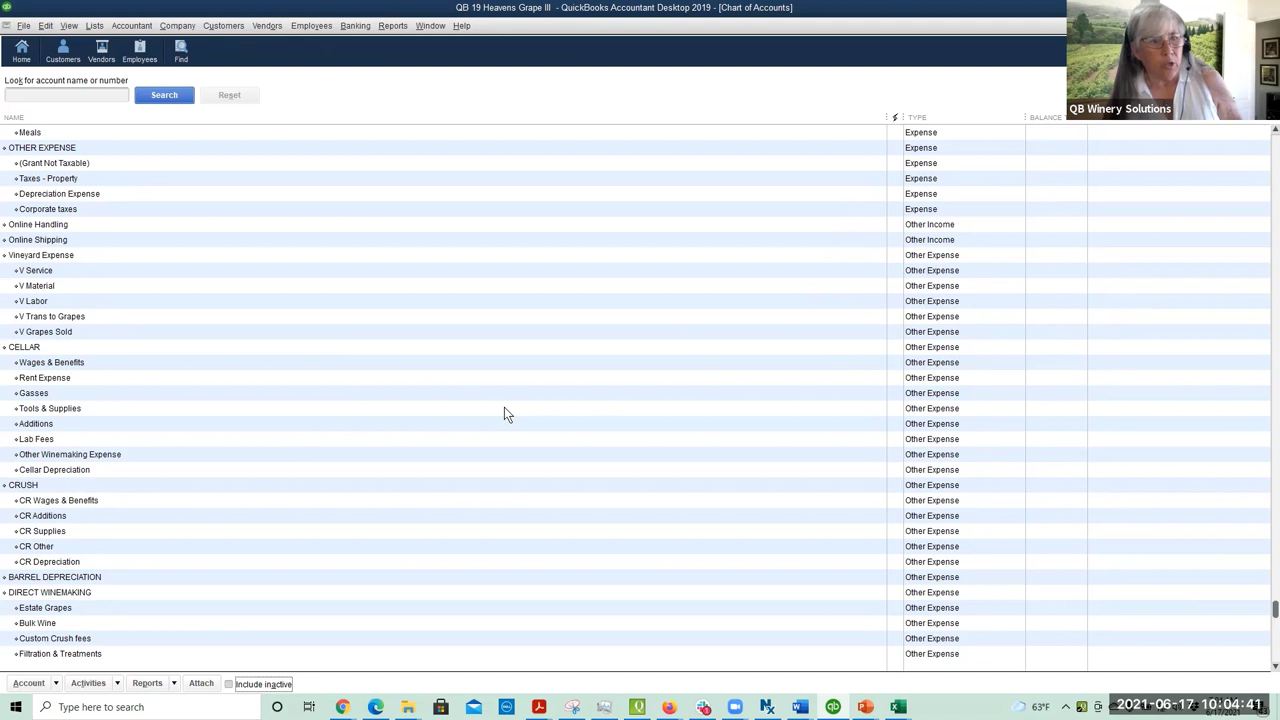 QB 19 Heavens Grape III - QuickBooks Accountant Desktop 2019 - [Chart of Accounts]
File Edit View Lists Accountant Company Customers Vendors Employees Banking Reports Window Help
Home Customers Vendors Employees Find
Look for account name or number
Search Reset
NAME TYPE BALANCE
Meals Expense
OTHER EXPENSE Expense
(Grant Not Taxable) Expense
Taxes - Property Expense
Depreciation Expense Expense
Corporate taxes Expense
Online Handling Other Income
Online Shipping Other Income
Vineyard Expense Other Expense
V Service Other Expense
V Material Other Expense
V Labor Other Expense
V Trans to Grapes Other Expense
V Grapes Sold Other Expense
CELLAR Other Expense
Wages & Benefits Other Expense
Rent Expense Other Expense
Gasses Other Expense
Tools & Supplies Other Expense
Additions Other Expense
Lab Fees Other Expense
Other Winemaking Expense Other Expense
Cellar Depreciation Other Expense
CRUSH Other Expense
CR Wages & Benefits Other Expense
CR Additions Other Expense
CR Supplies Other Expense
CR Other Other Expense
CR Depreciation Other Expense
BARREL DEPRECIATION Other Expense
DIRECT WINEMAKING Other Expense
Estate Grapes Other Expense
Bulk Wine Other Expense
Custom Crush fees Other Expense
Filtration & Treatments Other Expense
QB Winery Solutions
Account Activities Reports Attach Include inactive
Type here to search
63°F
2021-06-17 10:04:41